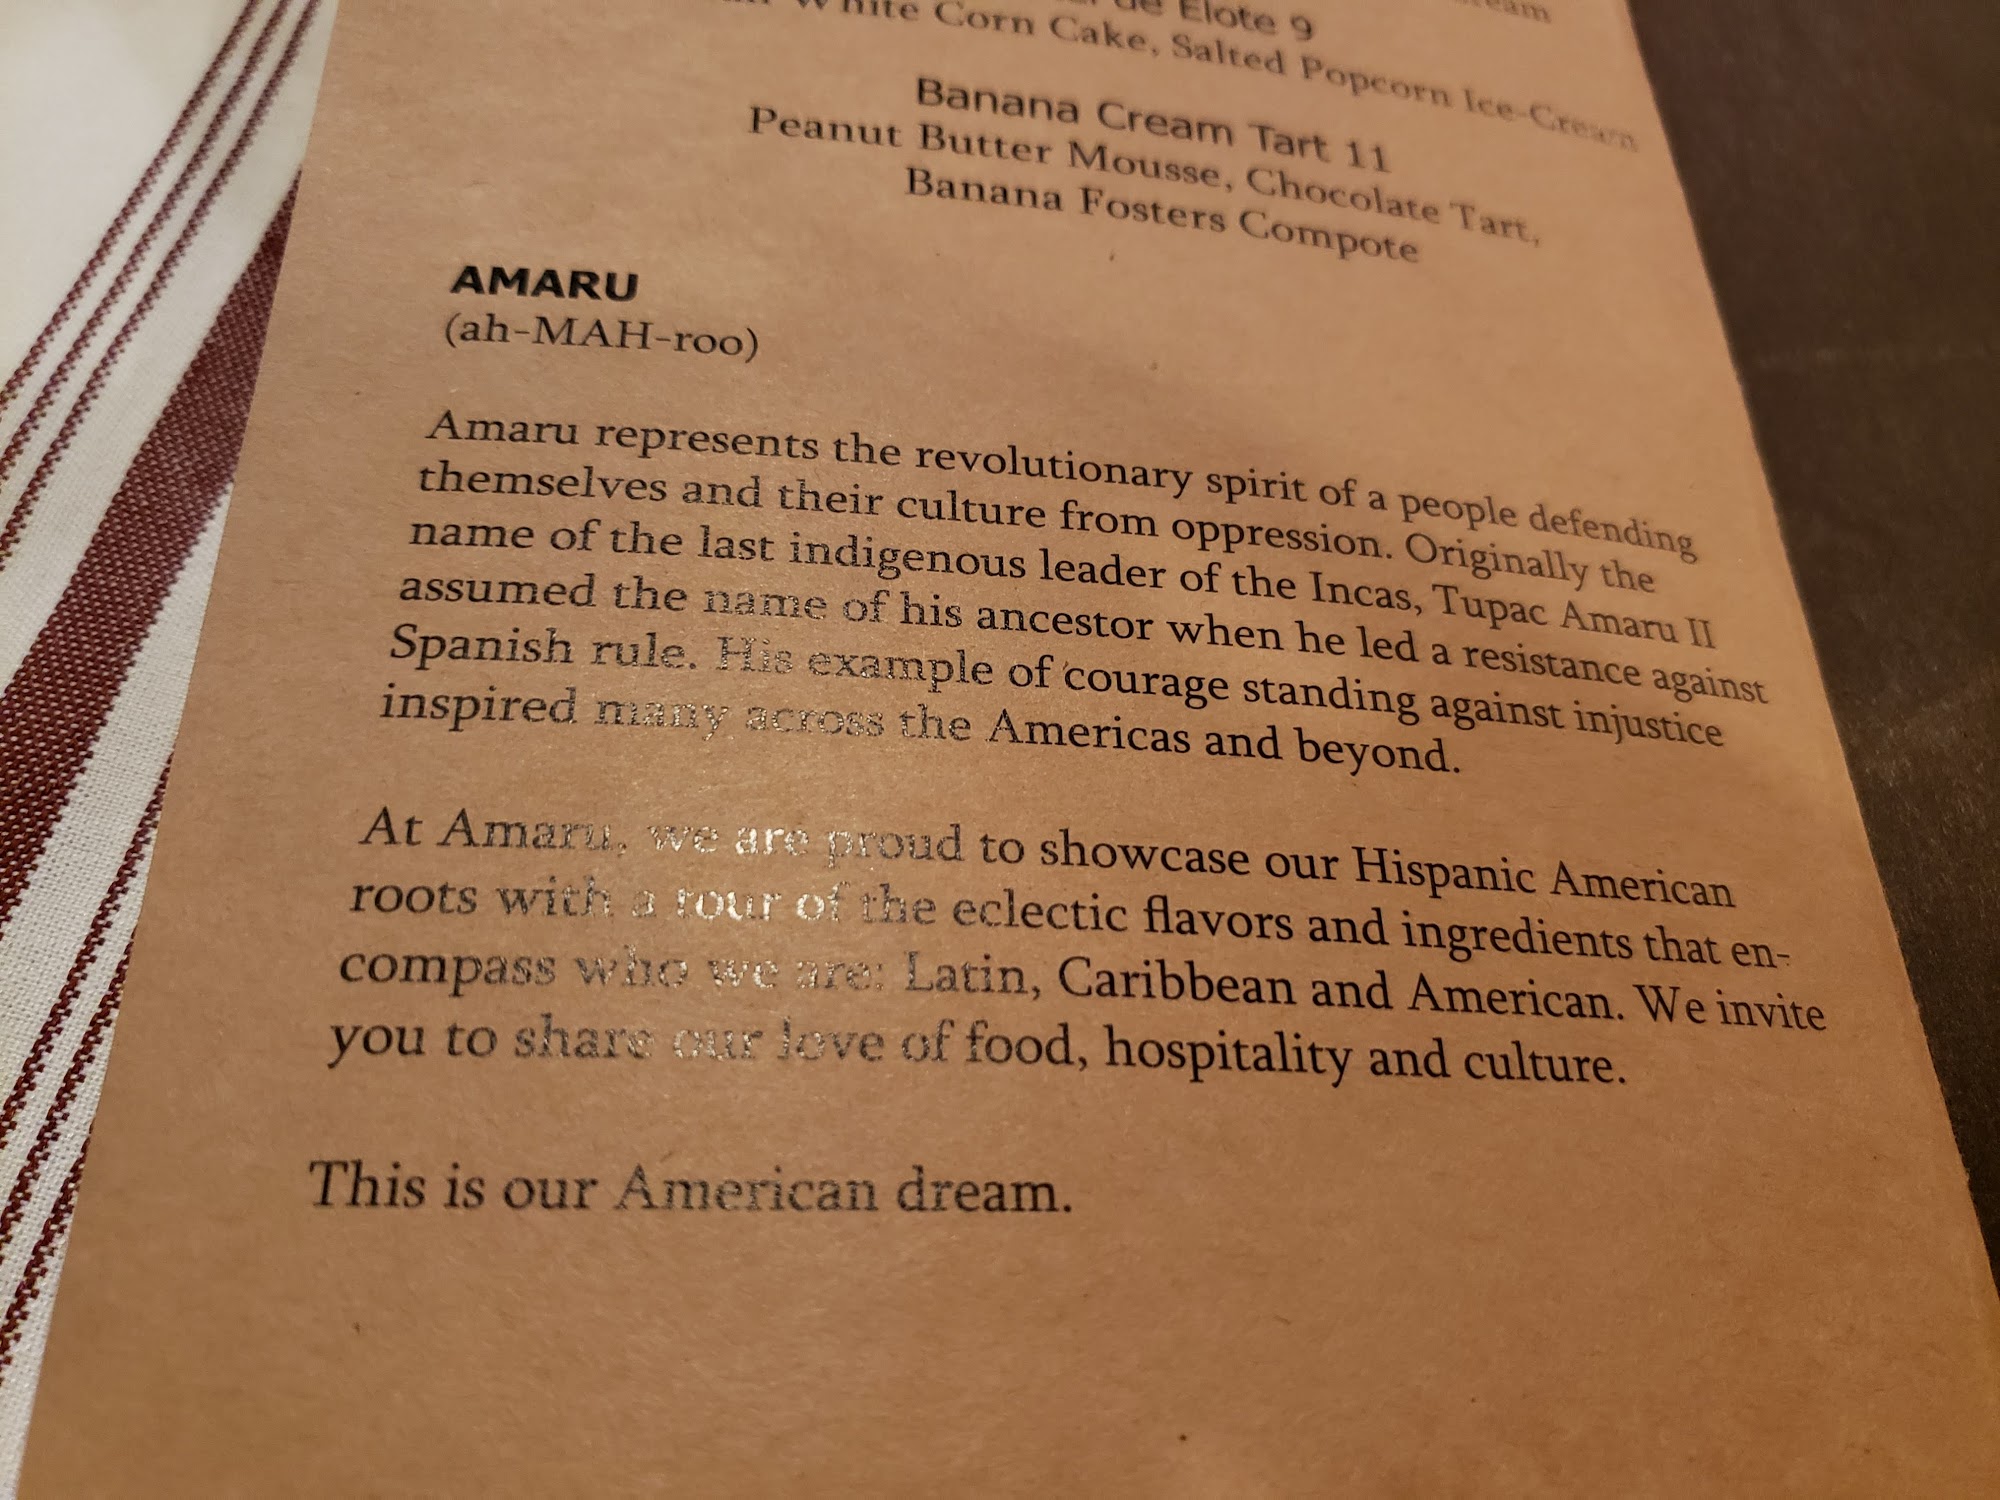 de Elote 9
White Corn Cake, Salted Popcorn Ice-Cream
Banana Cream Tart 11
Peanut Butter Mousse, Chocolate Tart,
Banana Fosters Compote
AMARU
(ah-MAH-roo)
Amaru represents the revolutionary spirit of a people defending
themselves and their culture from oppression. Originally the
name of the last indigenous leader of the Incas, Tupac Amaru II
assumed the name of his ancestor when he led a resistance against
Spanish rule. His example of courage standing against injustice
inspired many across the Americas and beyond.
At Amaru, we are proud to showcase our Hispanic American
roots with a tour of the eclectic flavors and ingredients that en-
compass who we are: Latin, Caribbean and American. We invite
you to share our love of food, hospitality and culture.
This is our American dream.